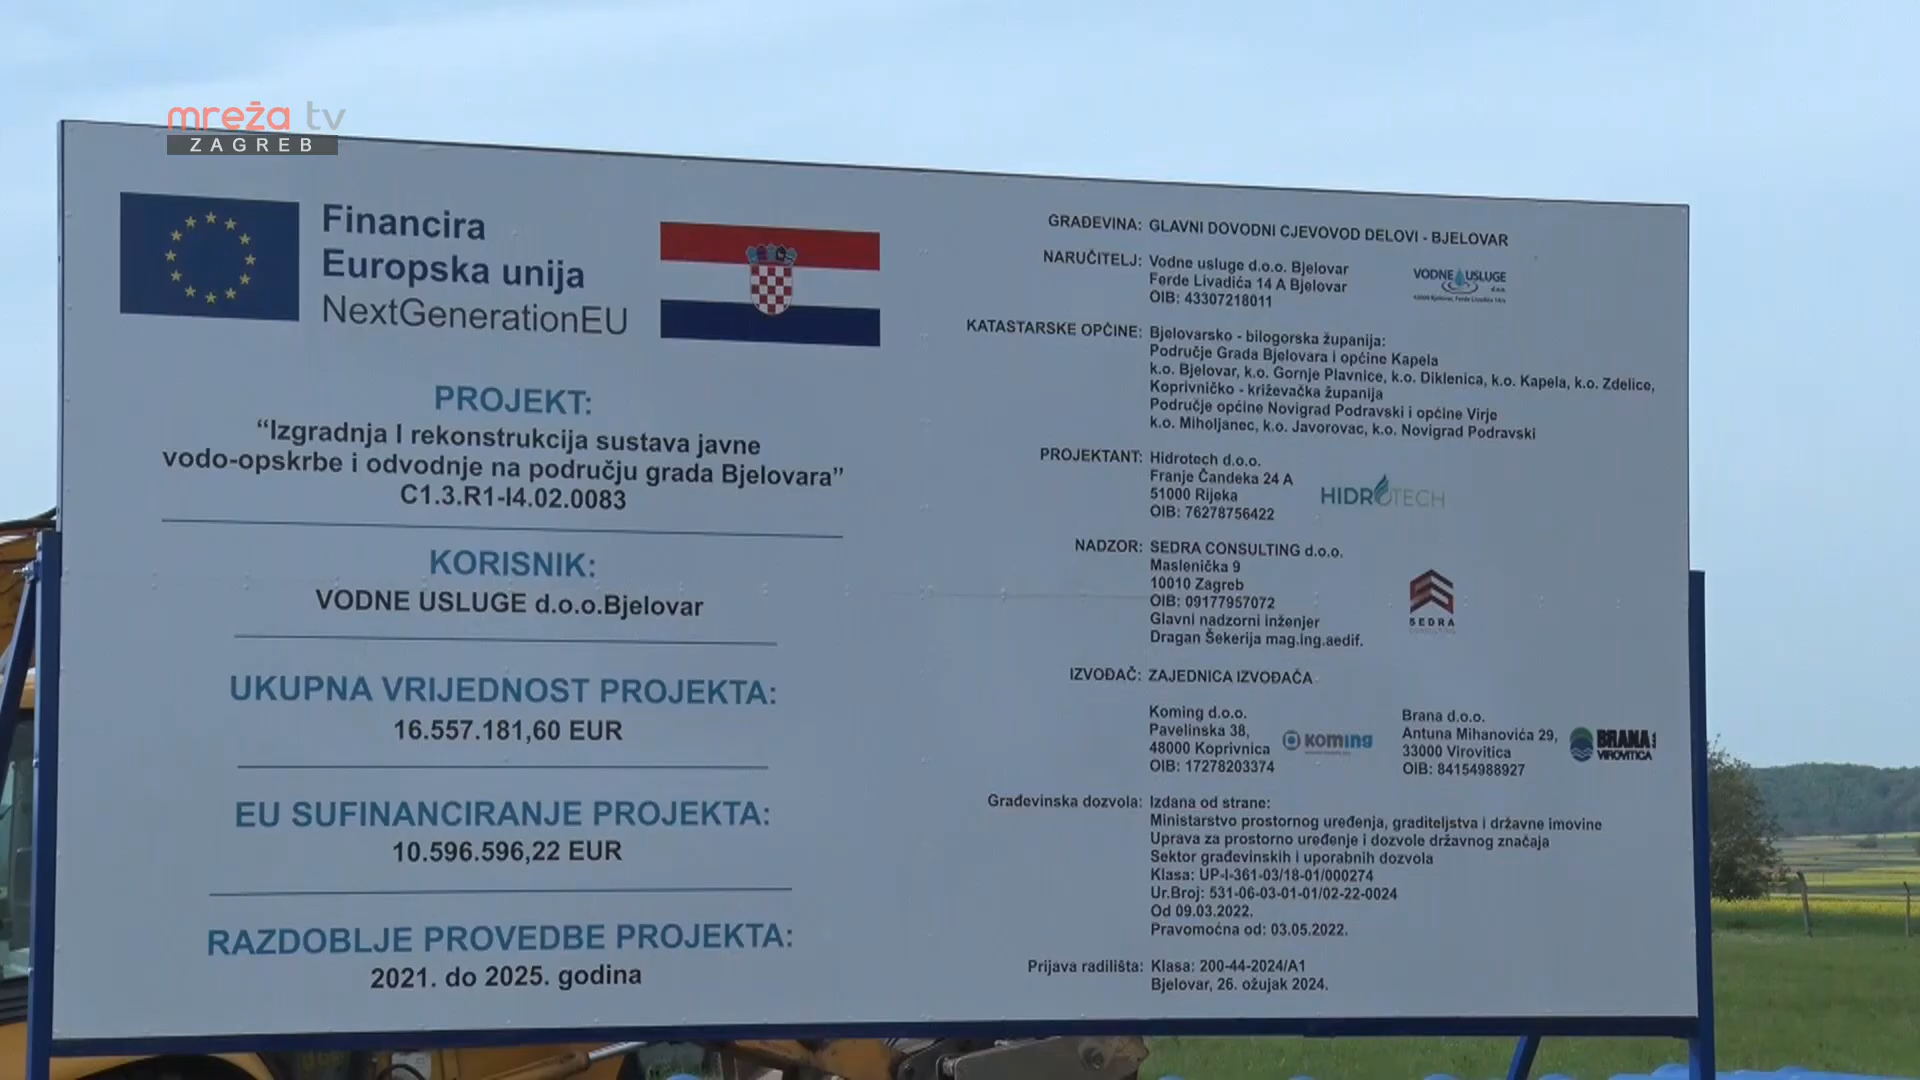 mreža tv
ZAGREB
Financira
Europska unija
NextGenerationEU
PROJEKT:
“Izgradnja I rekonstrukcija sustava javne
vodo-opskrbe i odvodnje na području grada Bjelovara”
C1.3.R1-I4.02.0083
KORISNIK:
VODNE USLUGE d.o.o.Bjelovar
UKUPNA VRIJEDNOST PROJEKTA:
16.557.181,60 EUR
EU SUFINANCIRANJE PROJEKTA:
10.596.596,22 EUR
RAZDOBLJE PROVEDBE PROJEKTA:
2021. do 2025. godina
GRAĐEVINA: GLAVNI DOVODNI CJEVOVOD DELOVI - BJELOVAR
NARUČITELJ: Vodne usluge d.o.o. Bjelovar
Ferde Livadića 14 A Bjelovar
OIB: 43307218011
VODNE USLUGE
d.o.o.
KATASTARSKE OPĆINE: Bjelovarsko - bilogorska županija:
Područje Grada Bjelovara i općine Kapela
k.o. Bjelovar, k.o. Gornje Plavnice, k.o. Diklenica, k.o. Kapela, k.o. Zdelice,
Koprivničko - križevačka županija
Područje općine Novigrad Podravski i općine Virje
k.o. Miholjanec, k.o. Javorovac, k.o. Novigrad Podravski
PROJEKTANT: Hidrotech d.o.o.
Franje Čandeka 24 A
51000 Rijeka
OIB: 76278756422
HIDROTECH
NADZOR: SEDRA CONSULTING d.o.o.
Maslenička 9
10010 Zagreb
OIB: 09177957072
Glavni nadzorni inženjer
Dragan Šekerija mag.ing.aedif.
SEDRA
CONSULTING
IZVOĐAČ: ZAJEDNICA IZVOĐAČA
Koming d.o.o.
Pavelinska 38,
48000 Koprivnica
OIB: 17278203374
koming
Brana d.o.o.
Antuna Mihanovića 29,
33000 Virovitica
OIB: 84154988927
BRANA
VIROVITICA
Građevinska dozvola: Izdana od strane:
Ministarstvo prostornog uređenja, graditeljstva i državne imovine
Uprava za prostorno uređenje i dozvole državnog značaja
Sektor građevinskih i uporabnih dozvola
Klasa: UP-I-361-03/18-01/000274
Ur.Broj: 531-06-03-01-01/02-22-0024
Od 09.03.2022.
Pravomoćna od: 03.05.2022.
Prijava radilišta: Klasa: 200-44-2024/A1
Bjelovar, 26. ožujak 2024.